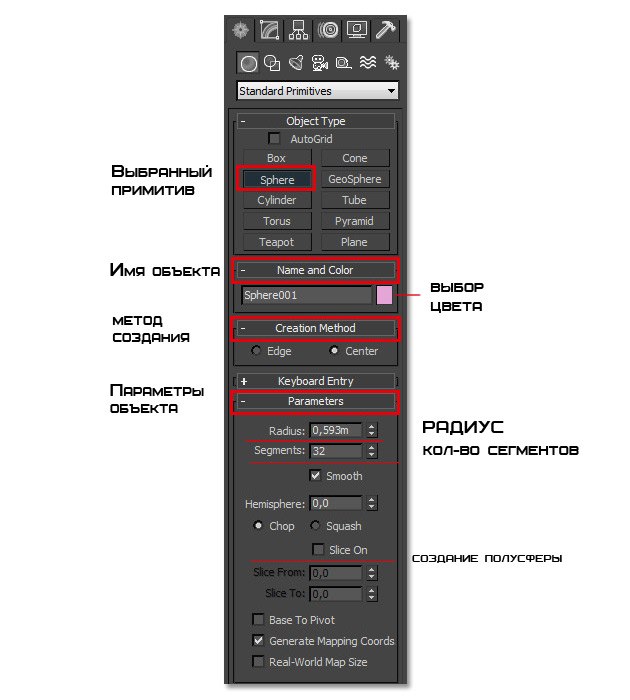 Standard Primitives
- Object Type
AutoGrid
Box Cone
Выбранный примитив
Sphere GeoSphere
Cylinder Tube
Torus Pyramid
Teapot Plane
Имя объекта
- Name and Color
Sphere001
выбор цвета
метод создания
- Creation Method
Edge Center
+ Keyboard Entry
Параметры объекта
- Parameters
Radius: 0,593m
РАДИУС
Segments: 32
кол-во сегментов
Smooth
Hemisphere: 0,0
Chop Squash
Slice On
создание полусферы
Slice From: 0,0
Slice To: 0,0
Base To Pivot
Generate Mapping Coords
Real-World Map Size